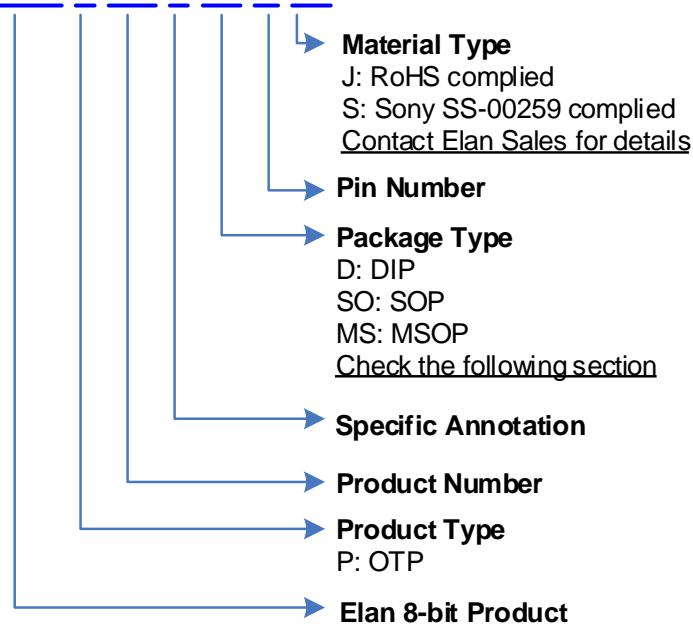 Material Type
J: RoHS complied
S: Sony SS-00259 complied
Contact Elan Sales for details
Pin Number
Package Type
D: DIP
SO: SOP
MS: MSOP
Check the following section
Specific Annotation
Product Number
Product Type
P: OTP
Elan 8-bit Product